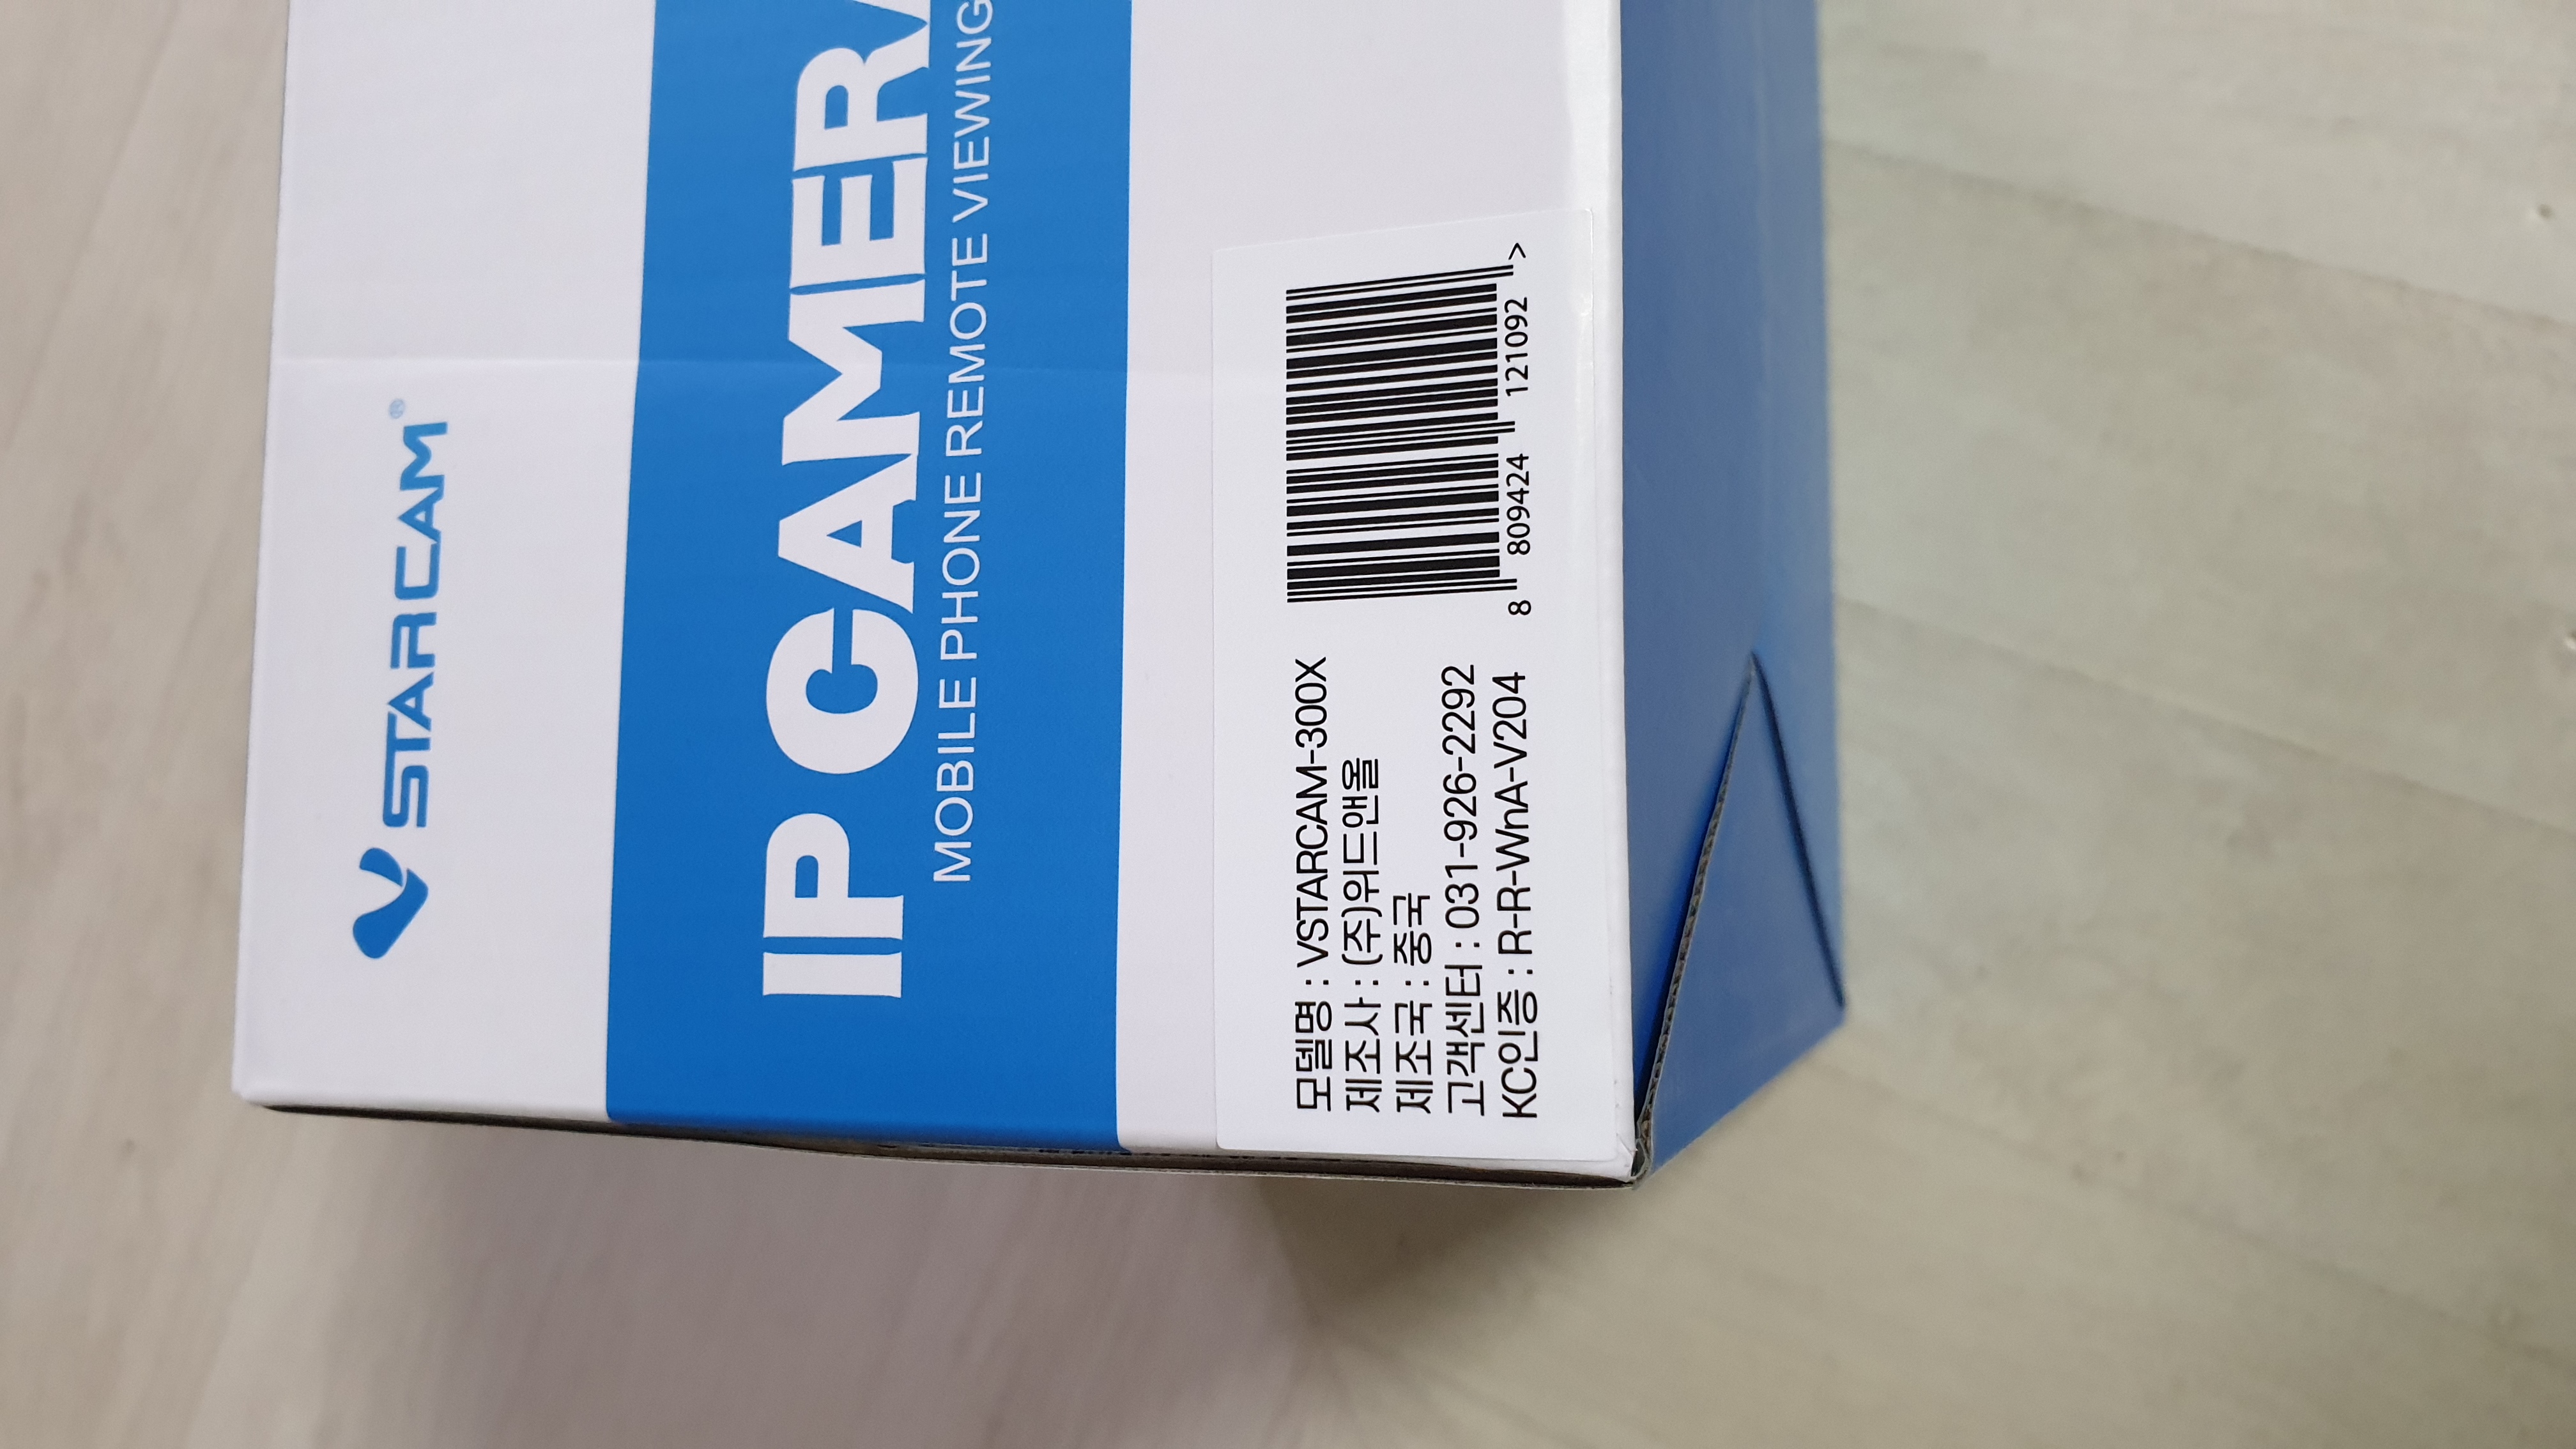 STARCAM®
IP CAMERA
MOBILE PHONE REMOTE VIEWING
모델명 : VSTARCAM-300X
제조사 : (주)위드앤올
제조국 : 중국
고객센터 : 031-926-2292
KC인증 : R-R-WnA-V204
8 809424 121092 >